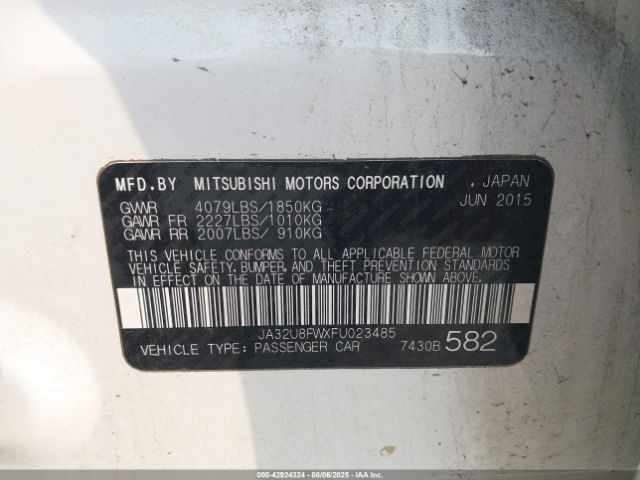 MFD.BY MITSUBISHI MOTORS CORPORATION , JAPAN
JUN 2015
GVWR 4079LBS/1850KG
GAWR FR 2227LBS/1010KG
GAWR RR 2007LBS/ 910KG
THIS VEHICLE CONFORMS TO ALL APPLICABLE FEDERAL MOTOR
VEHICLE SAFETY, BUMPER, AND THEFT PREVENTION STANDARDS
IN EFFECT ON THE DATE OF MANUFACTURE SHOWN ABOVE.
JA32U8FWXFU023485
VEHICLE TYPE: PASSENGER CAR 7430B 582
000-42924324 - 08/06/2025 - IAAI.COM